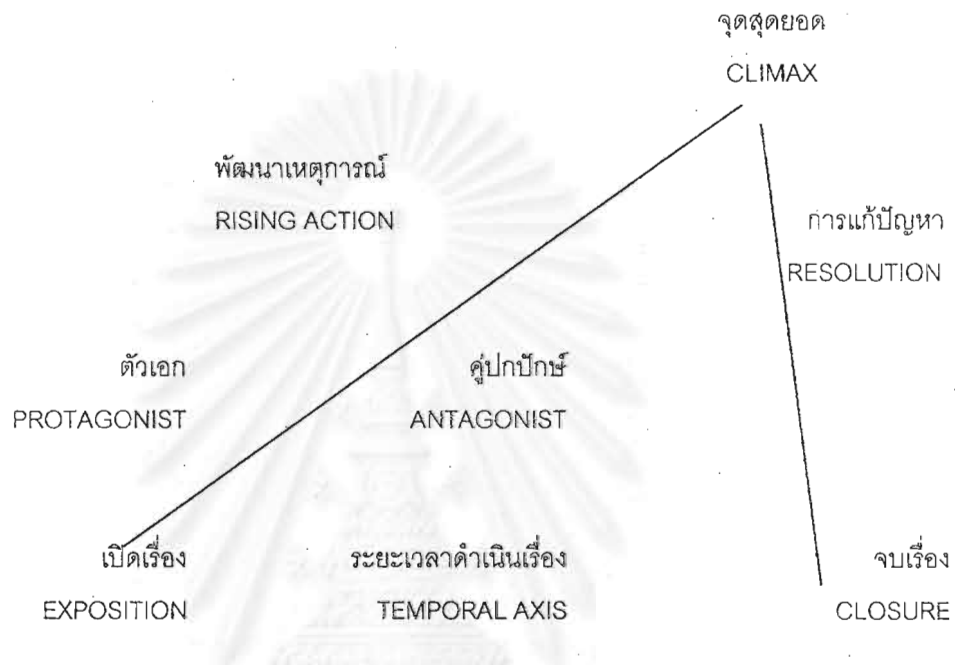 จุดสุดยอด
CLIMAX
พัฒนาเหตุการณ์
RISING ACTION
การแก้ปัญหา
RESOLUTION
ตัวเอก
PROTAGONIST
คู่ปกปักษ์
ANTAGONIST
เปิดเรื่อง
EXPOSITION
ระยะเวลาดำเนินเรื่อง
TEMPORAL AXIS
จบเรื่อง
CLOSURE